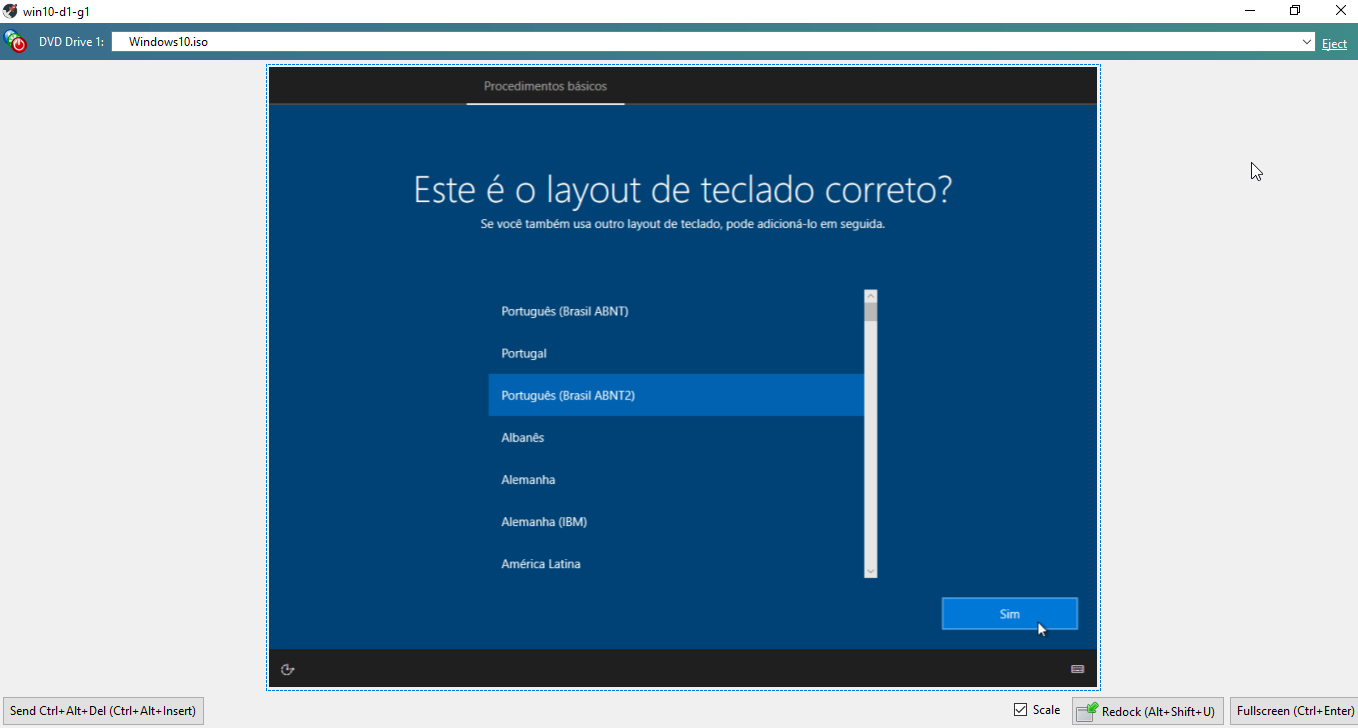 win10-d1-g1
DVD Drive 1: Windows10.iso Eject
Procedimentos básicos
Este é o layout de teclado correto?
Se você também usa outro layout de teclado, pode adicioná-lo em seguida.
Português (Brasil ABNT)
Portugal
Português (Brasil ABNT2)
Albanês
Alemanha
Alemanha (IBM)
América Latina
Sim
Send Ctrl+Alt+Del (Ctrl+Alt+Insert) Scale Redock (Alt+Shift+U) Fullscreen (Ctrl+Enter)